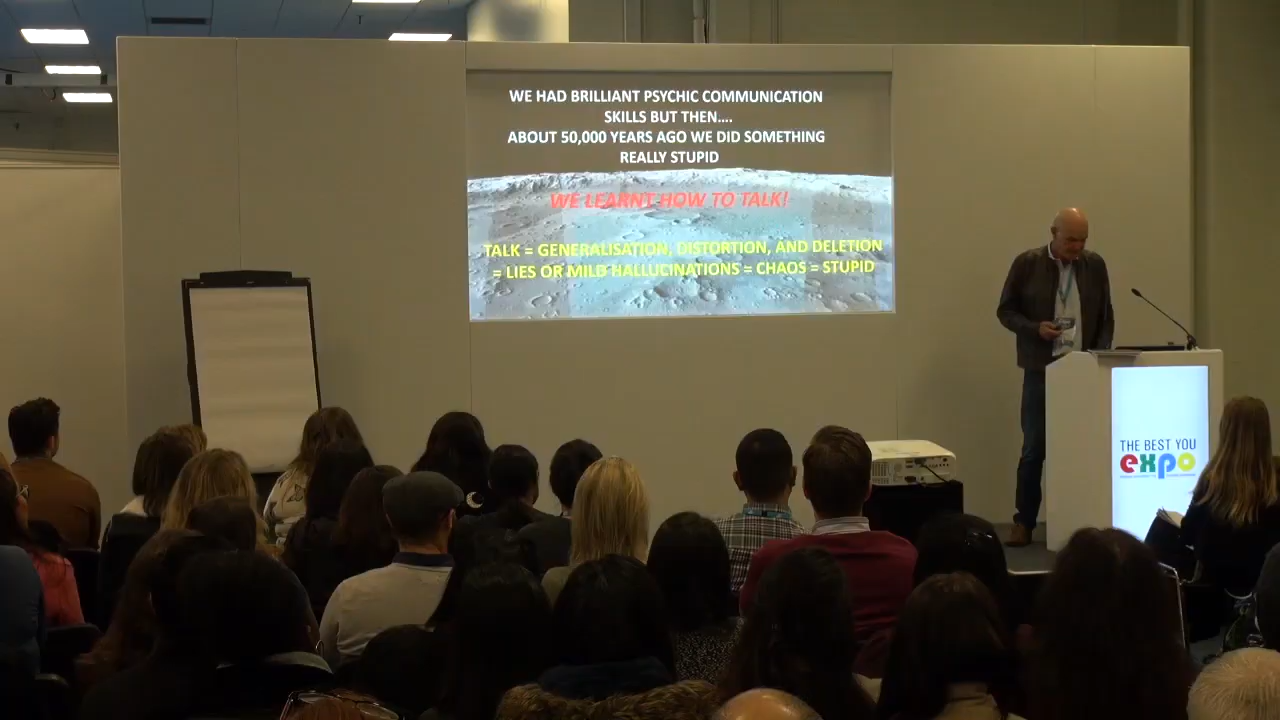 WE HAD BRILLIANT PSYCHIC COMMUNICATION
SKILLS BUT THEN....
ABOUT 50,000 YEARS AGO WE DID SOMETHING
REALLY STUPID
WE LEARNT HOW TO TALK!
TALK = GENERALISATION, DISTORTION, AND DELETION
= LIES OR MILD HALLUCINATIONS = CHAOS = STUPID
THE BEST YOU
expo